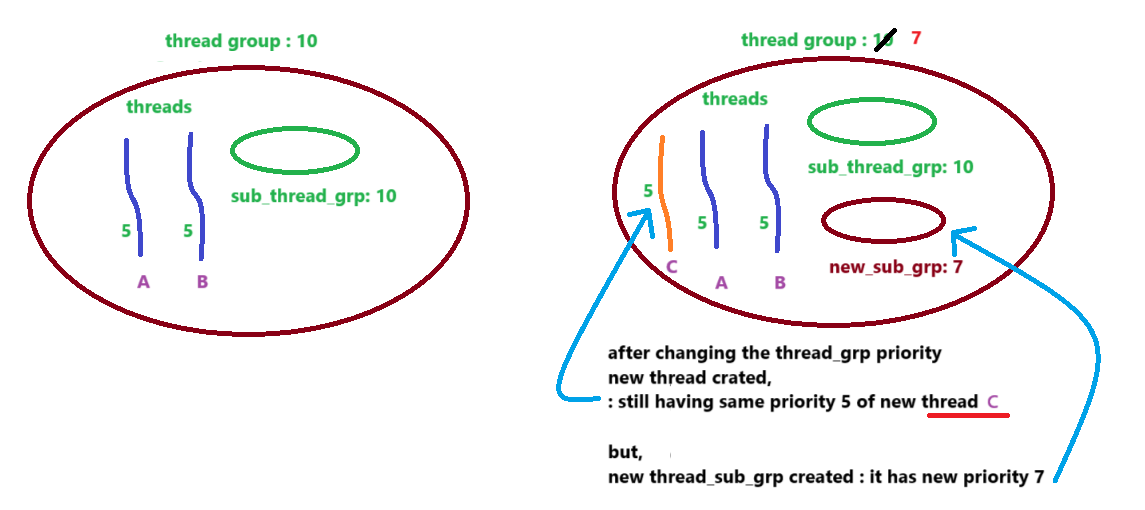 thread group : 10
threads
sub_thread_grp: 10
5
5
A
B
thread group : 10 7
threads
sub_thread_grp: 10
5
5
5
new_sub_grp: 7
C
A
B
after changing the thread_grp priority
new thread crated,
: still having same priority 5 of new thread C
but,
new thread_sub_grp created : it has new priority 7